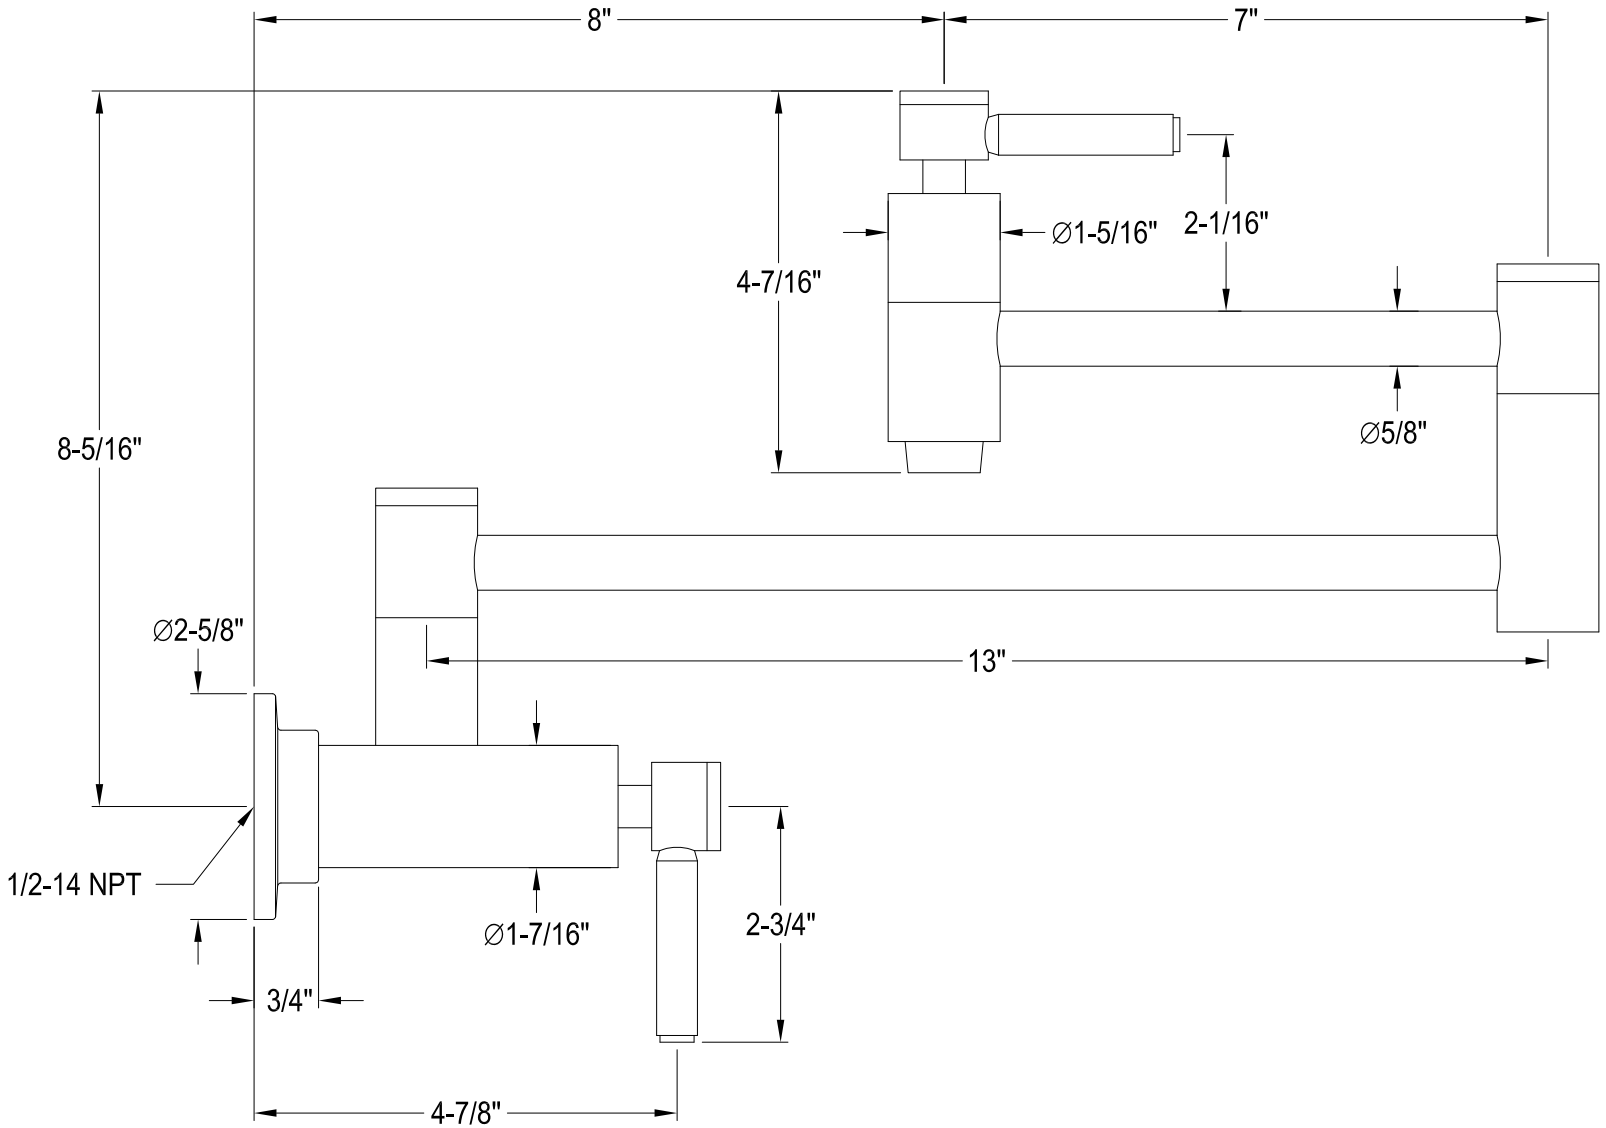 8"
7"
2-1/16"
Ø1-5/16"
4-7/16"
Ø5/8"
8-5/16"
Ø2-5/8"
13"
1/2-14 NPT
Ø1-7/16"
2-3/4"
3/4"
4-7/8"